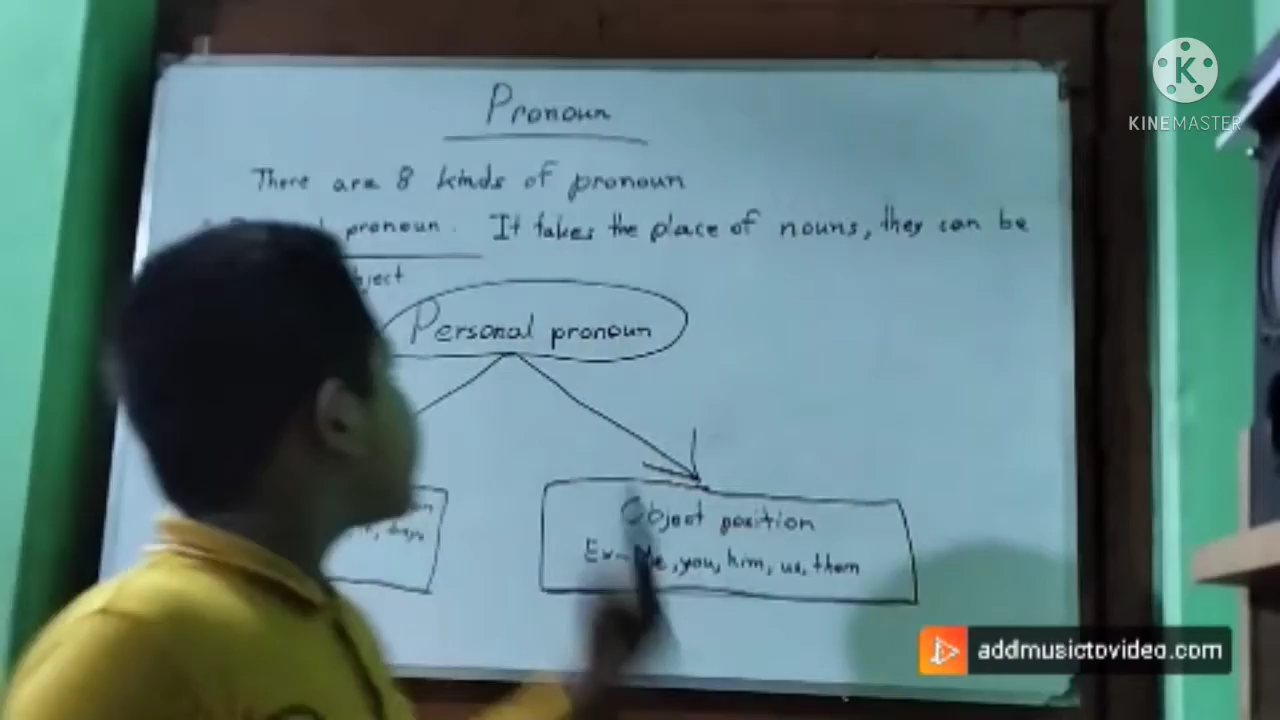 Pronoun
There are 8 kinds of pronoun
pronoun. It takes the place of nouns, they can be
Personal pronoun
Object position
Ex- Me, you, him, us, them
KINEMASTER
addmusictovideo.com